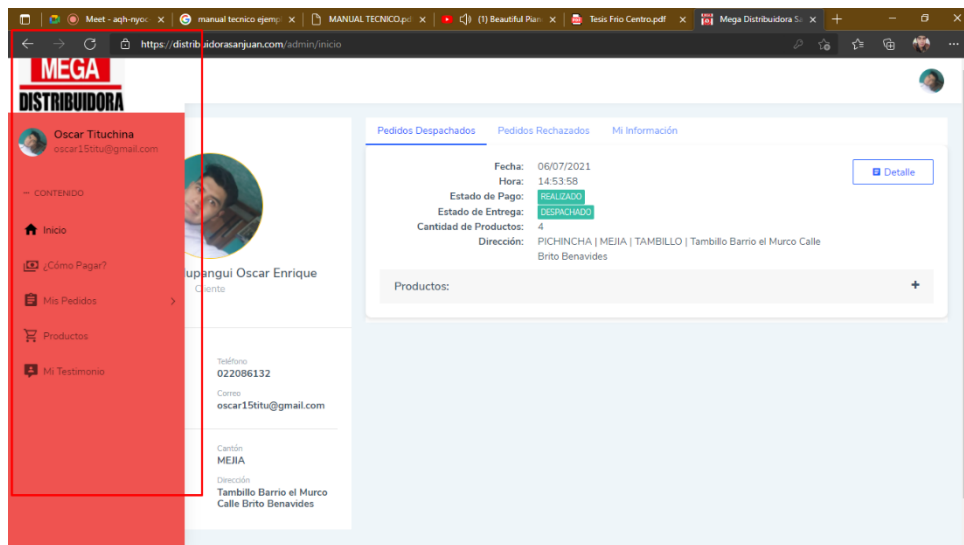 Meet - aqh-nyoc
manual tecnico ejemp
MANUAL TECNICO.pd
(1) Beautiful Pian
Tesis Frio Centro.pdf
Mega Distribuidora Sa
https://distribuidorasanjuan.com/admin/inicio
MEGA
DISTRIBUIDORA
Oscar Tituchina
oscar15titu@gmail.com
— CONTENIDO
Inicio
¿Cómo Pagar?
Mis Pedidos
Productos
Mi Testimonio
upangui Oscar Enrique
Cliente
Teléfono
022086132
Correo
oscar15titu@gmail.com
Cantón
MEJIA
Dirección
Tambillo Barrio el Murco
Calle Brito Benavides
Pedidos Despachados Pedidos Rechazados Mi Información
Fecha: 06/07/2021
Hora: 14:53:58
Estado de Pago: REALIZADO
Estado de Entrega: DESPACHADO
Cantidad de Productos: 4
Dirección: PICHINCHA | MEJIA | TAMBILLO | Tambillo Barrio el Murco Calle
Brito Benavides
Detalle
Productos: +